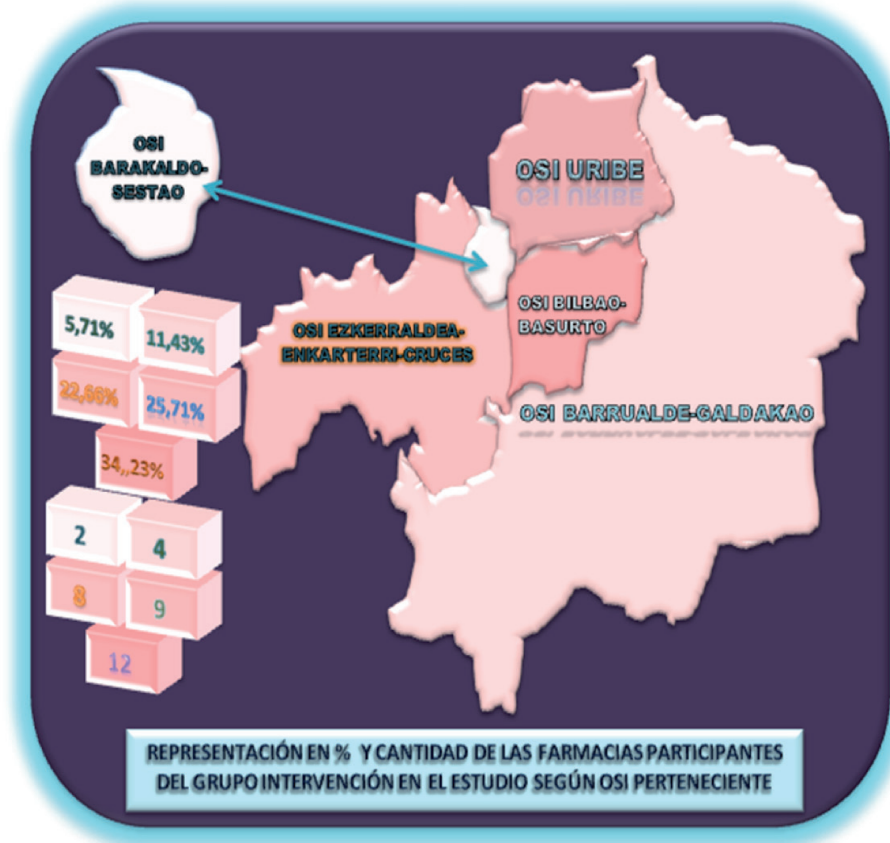 OSI
BARAKALDO-
SESTAO
OSI URIBE
OSI BILBAO-
BASURTO
OSI EZKERRALDEA-
ENKARTERRI-CRUCES
OSI BARRUALDE-GALDAKAO
5,71%
11,43%
22,66%
25,71%
34,,23%
2
4
8
9
12
REPRESENTACIÓN EN % Y CANTIDAD DE LAS FARMACIAS PARTICIPANTES
DEL GRUPO INTERVENCIÓN EN EL ESTUDIO SEGÚN OSI PERTENECIENTE